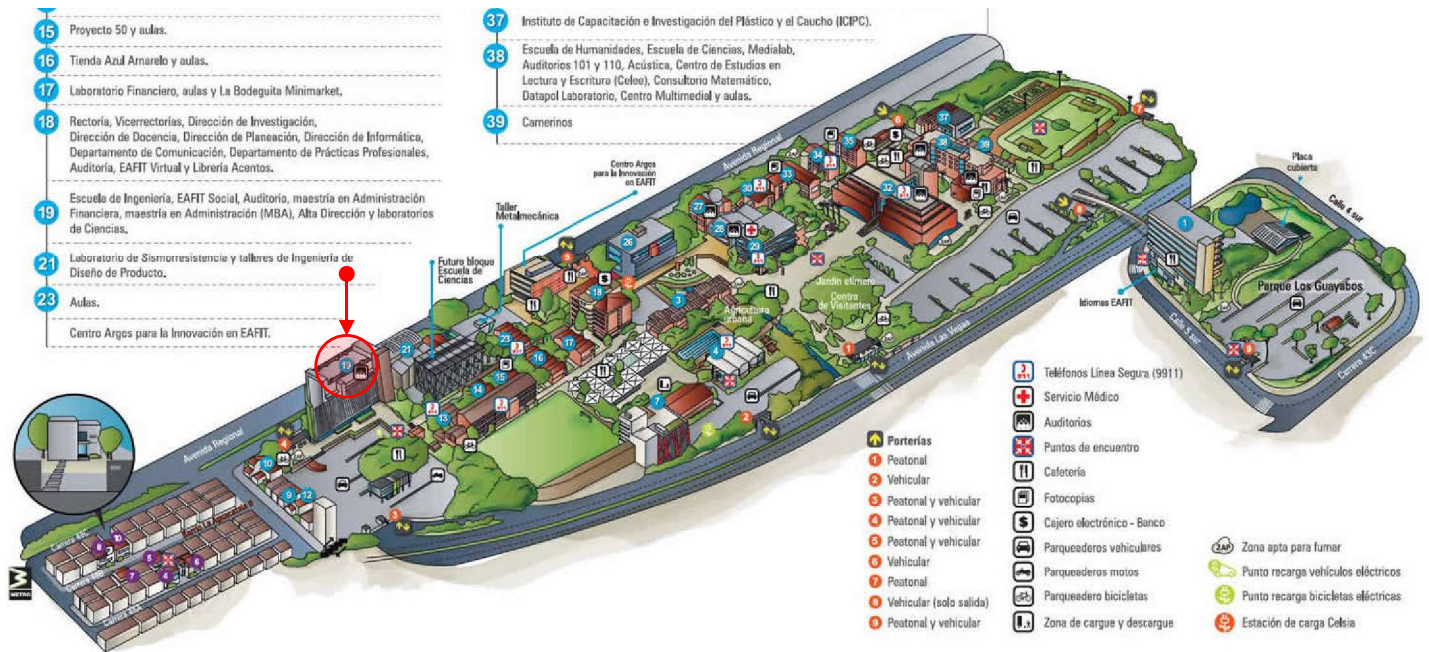 15 Proyecto 50 y aulas.
16 Tienda Azul Amarelo y aulas.
17 Laboratorio Financiero, aulas y La Bodeguita Minimarket.
18 Rectoría, Vicerrectorías, Dirección de Investigación,
Dirección de Docencia, Dirección de Planeación, Dirección de Informática,
Departamento de Comunicación, Departamento de Prácticas Profesionales,
Auditoría, EAFIT Virtual y Librería Acentos.
19 Escuela de Ingeniería, EAFIT Social, Auditorio, maestría en Administración
Financiera, maestría en Administración (MBA), Alta Dirección y laboratorios
de Ciencias.
21 Laboratorio de Sismorresistencia y talleres de Ingeniería de
Diseño de Producto.
23 Aulas.
Centro Argos para la Innovación en EAFIT.
37 Instituto de Capacitación e Investigación del Plástico y el Caucho (ICIPC).
38 Escuela de Humanidades, Escuela de Ciencias, Medialab,
Auditorios 101 y 110, Acústica, Centro de Estudios en
Lectura y Escritura (Celee), Consultorio Matemático,
Datapol Laboratorio, Centro Multimedial y aulas.
39 Camerinos
Avenida Regional
Centro Argos
para la Innovación
en EAFIT
Taller
Metalmecánica
Futuro bloque
Escuela de
Ciencias
Jardín efímero
Centro
de Visitantes
Agricultura
urbana
Avenida Las Vegas
Avenida Regional
Placa
cubierta
Calle 4 sur
Parque Los Guayabos
Idiomas EAFIT
Calle 5 sur
Carrera 43C
Carrera 49C
Carrera 49B
Carrera 49A
METRO
Porterías
1 Peatonal
2 Vehicular
3 Peatonal y vehicular
4 Peatonal y vehicular
5 Peatonal y vehicular
6 Vehicular
7 Peatonal
8 Vehicular (solo salida)
9 Peatonal y vehicular
Teléfonos Línea Segura (9911)
Servicio Médico
Auditorios
Puntos de encuentro
Cafetería
Fotocopias
$ Cajero electrónico - Banco
Parqueaderos vehiculares
Parqueaderos motos
Parqueadero bicicletas
Zona de cargue y descargue
ZAF Zona apta para fumar
Punto recarga vehículos eléctricos
Punto recarga bicicletas eléctricas
Estación de carga Celsia